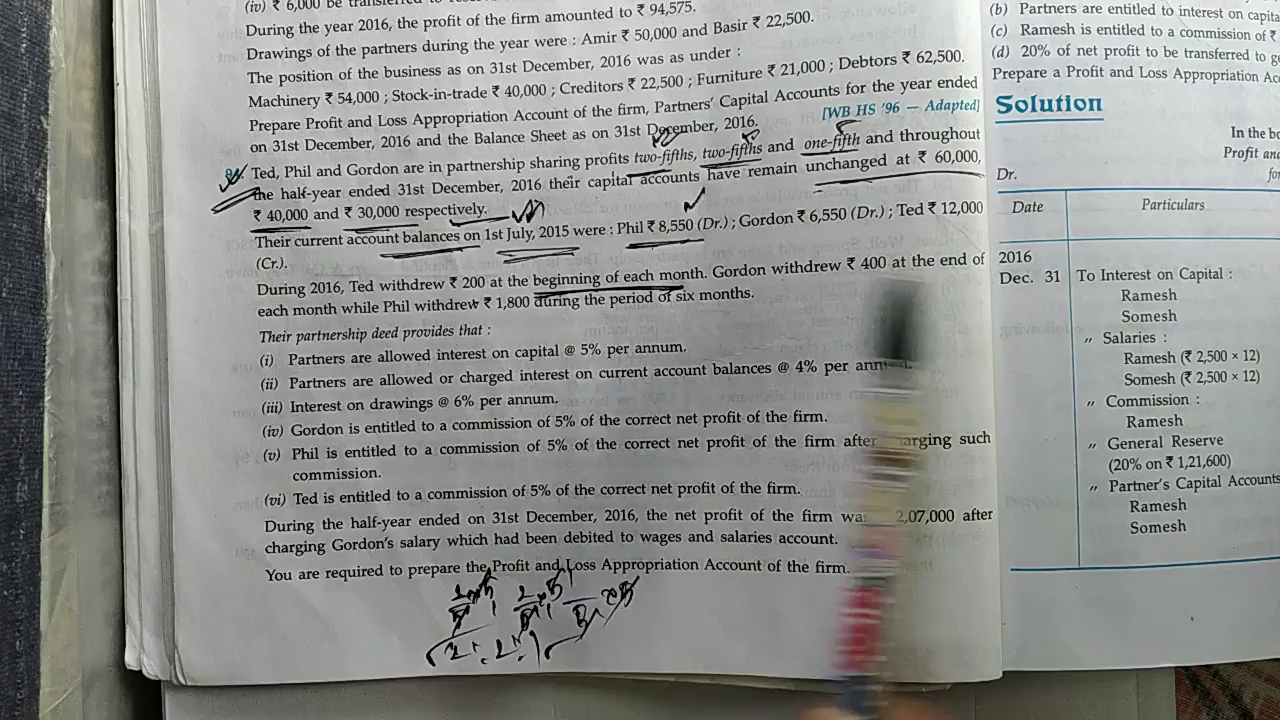 (iv) ₹ 6,000 be
During the year 2016, the profit of the firm amounted to ₹ 94,575.
Drawings of the partners during the year were : Amir ₹ 50,000 and Basir ₹ 22,500.
The position of the business as on 31st December, 2016 was as under :
Machinery ₹ 54,000 ; Stock-in-trade ₹ 40,000 ; Creditors ₹ 22,500 ; Furniture ₹ 21,000 ; Debtors ₹ 62,500.
Prepare Profit and Loss Appropriation Account of the firm, Partners' Capital Accounts for the year ended
on 31st December, 2016 and the Balance Sheet as on 31st December, 2016.
[WB HS '96 — Adapted]
Ted, Phil and Gordon are in partnership sharing profits two-fifths, two-fifths and one-fifth and throughout
the half-year ended 31st December, 2016 their capital accounts have remain unchanged at ₹ 60,000,
₹ 40,000 and ₹ 30,000 respectively.
Their current account balances on 1st July, 2015 were : Phil ₹ 8,550 (Dr.) ; Gordon ₹ 6,550 (Dr.) ; Ted ₹ 12,000
(Cr.).
During 2016, Ted withdrew ₹ 200 at the beginning of each month. Gordon withdrew ₹ 400 at the end of
each month while Phil withdrew ₹ 1,800 during the period of six months.
Their partnership deed provides that :
(i) Partners are allowed interest on capital @ 5% per annum.
(ii) Partners are allowed or charged interest on current account balances @ 4% per
(iii) Interest on drawings @ 6% per annum.
(iv) Gordon is entitled to a commission of 5% of the correct net profit of the firm.
(v) Phil is entitled to a commission of 5% of the correct net profit of the firm after such
commission.
(vi) Ted is entitled to a commission of 5% of the correct net profit of the firm.
During the half-year ended on 31st December, 2016, the net profit of the firm 2,07,000 after
charging Gordon's salary which had been debited to wages and salaries account.
You are required to prepare the Profit and Loss Appropriation Account of the firm.
(b) Partners are entitled to interest on
(c) Ramesh is entitled to a commission of ₹
(d) 20% of net profit to be transferred to
Prepare a Profit and Loss Appropriation
Solution
In the
Profit
Dr.
Date Particulars
2016
Dec. 31 To Interest on Capital :
Ramesh
Somesh
„ Salaries :
Ramesh (₹ 2,500 × 12)
Somesh (₹ 2,500 × 12)
„ Commission :
Ramesh
„ General Reserve
(20% on ₹ 1,21,600)
„ Partner's Capital Accounts
Ramesh
Somesh